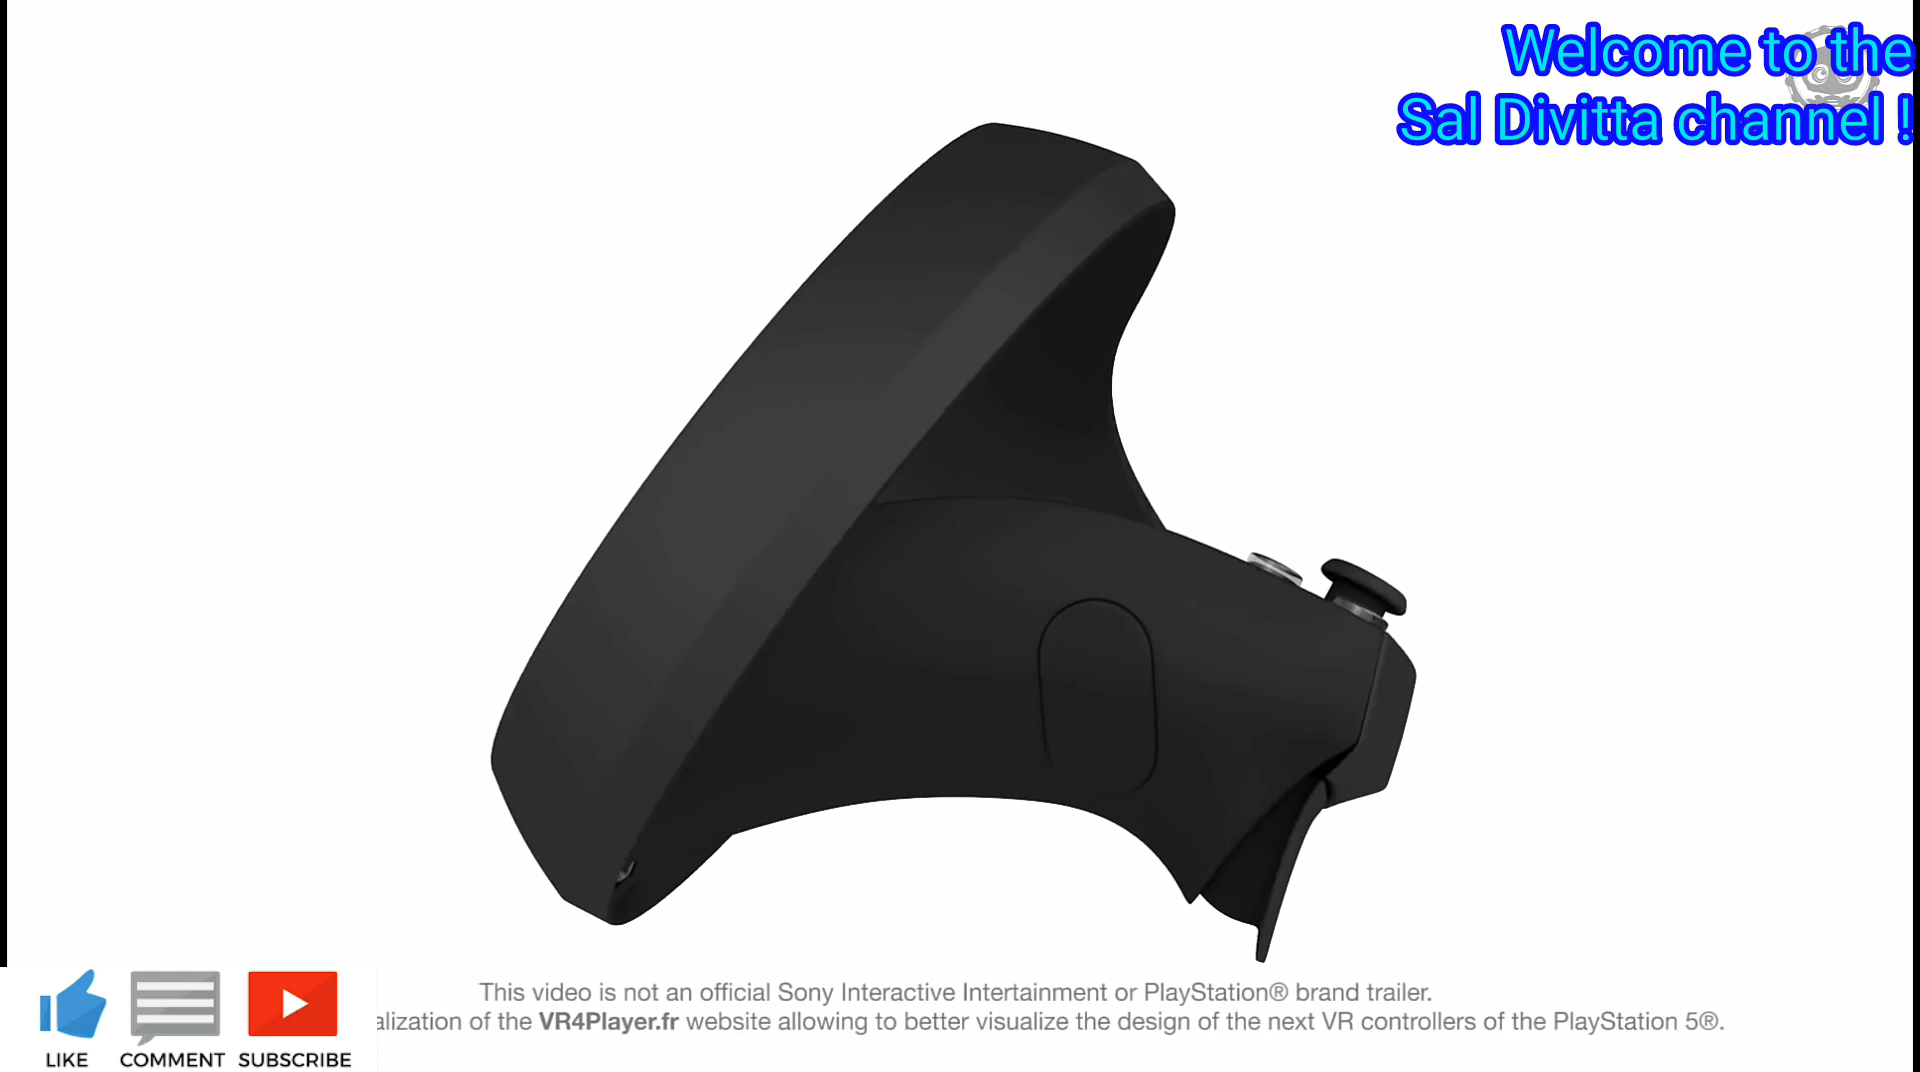 Welcome to the
Sal Divitta channel !
This video is not an official Sony Interactive Intertainment or PlayStation® brand trailer.
alization of the VR4Player.fr website allowing to better visualize the design of the next VR controllers of the PlayStation 5®.
LIKE COMMENT SUBSCRIBE